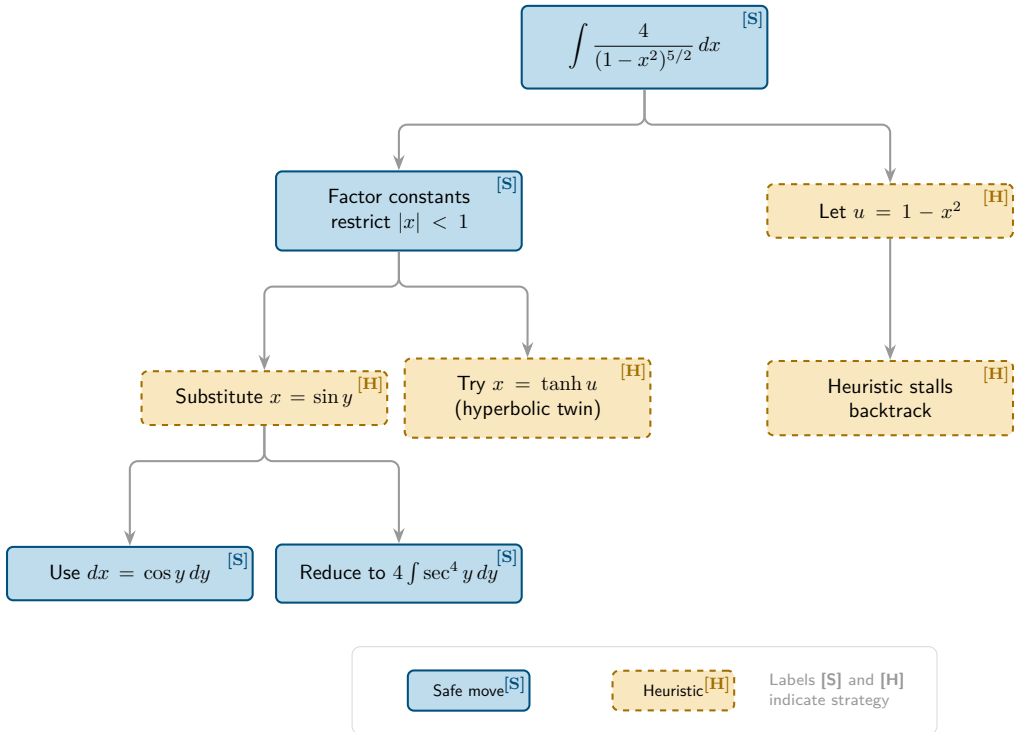 ∫ 4/(1 − x²)^{5/2} dx [S]
Factor constants [S]
restrict |x| < 1
Let u = 1 − x² [H]
Substitute x = sin y [H]
Try x = tanh u [H]
(hyperbolic twin)
Heuristic stalls [H]
backtrack
Use dx = cos y dy [S]
Reduce to 4 ∫ sec⁴ y dy [S]
Safe move [S]
Heuristic [H]
Labels [S] and [H]
indicate strategy